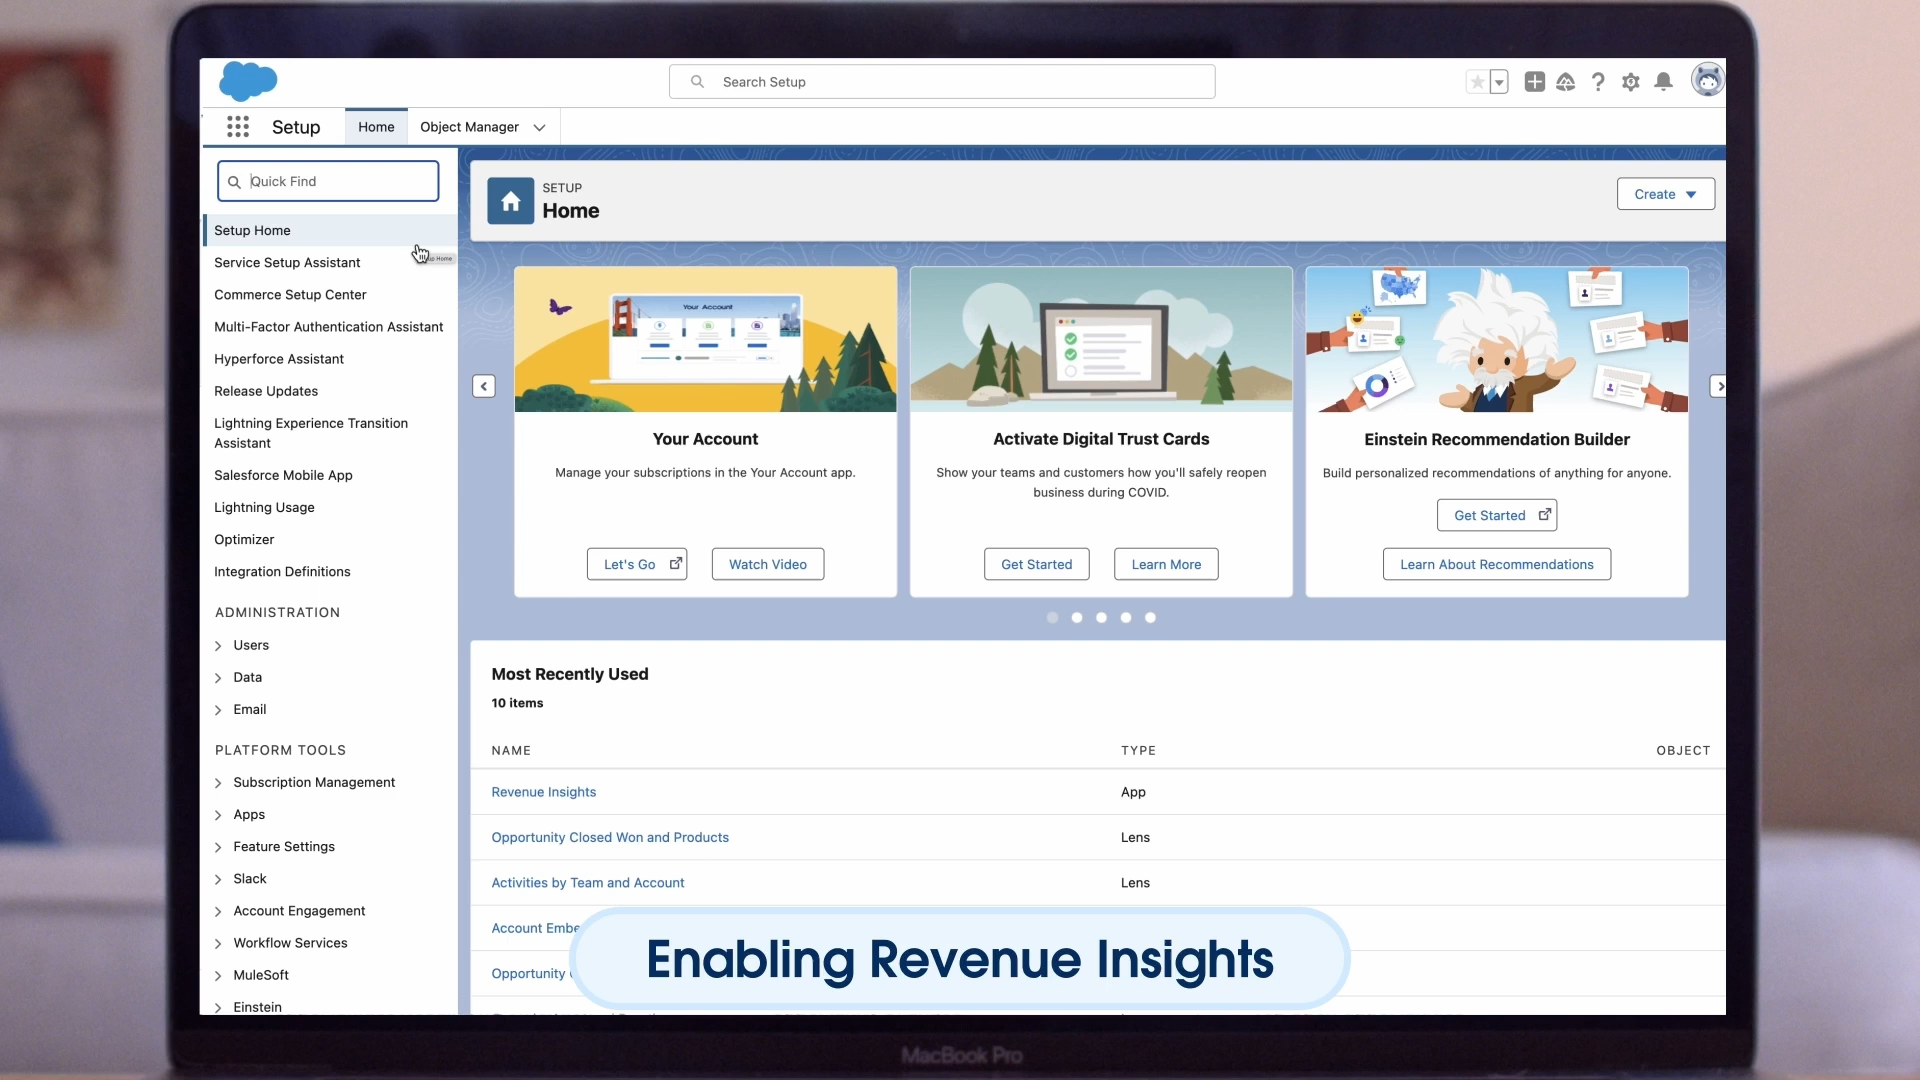 Search Setup
Setup
Home
Object Manager
Quick Find
Setup Home
Service Setup Assistant
Commerce Setup Center
Multi-Factor Authentication Assistant
Hyperforce Assistant
Release Updates
Lightning Experience Transition
Assistant
Salesforce Mobile App
Lightning Usage
Optimizer
Integration Definitions
ADMINISTRATION
Users
Data
Email
PLATFORM TOOLS
Subscription Management
Apps
Feature Settings
Slack
Account Engagement
Workflow Services
MuleSoft
Einstein
SETUP
Home
Create
Your Account
Your Account
Manage your subscriptions in the Your Account app.
Let's Go
Watch Video
Activate Digital Trust Cards
Show your teams and customers how you'll safely reopen
business during COVID.
Get Started
Learn More
Einstein Recommendation Builder
Build personalized recommendations of anything for anyone.
Get Started
Learn About Recommendations
Most Recently Used
10 items
NAME TYPE OBJECT
Revenue Insights App
Opportunity Closed Won and Products Lens
Activities by Team and Account Lens
Account Embe
Opportunity
Enabling Revenue Insights
MacBook Pro